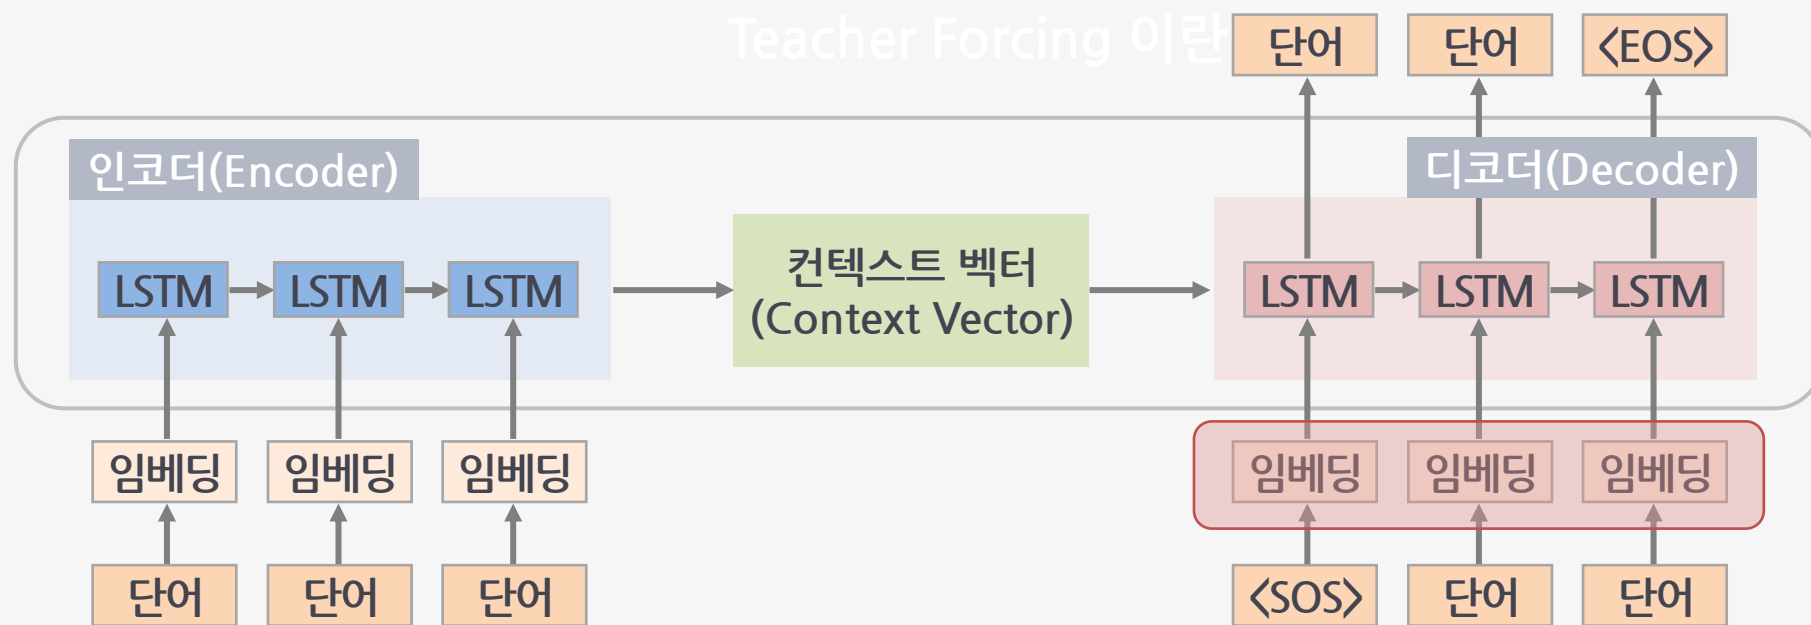 Teacher Forcing 이란
단어 단어 <EOS>
인코더(Encoder) 디코더(Decoder)
LSTM LSTM LSTM
컨텍스트 벡터
(Context Vector)
LSTM LSTM LSTM
임베딩 임베딩 임베딩
임베딩 임베딩 임베딩
단어 단어 단어
<SOS> 단어 단어